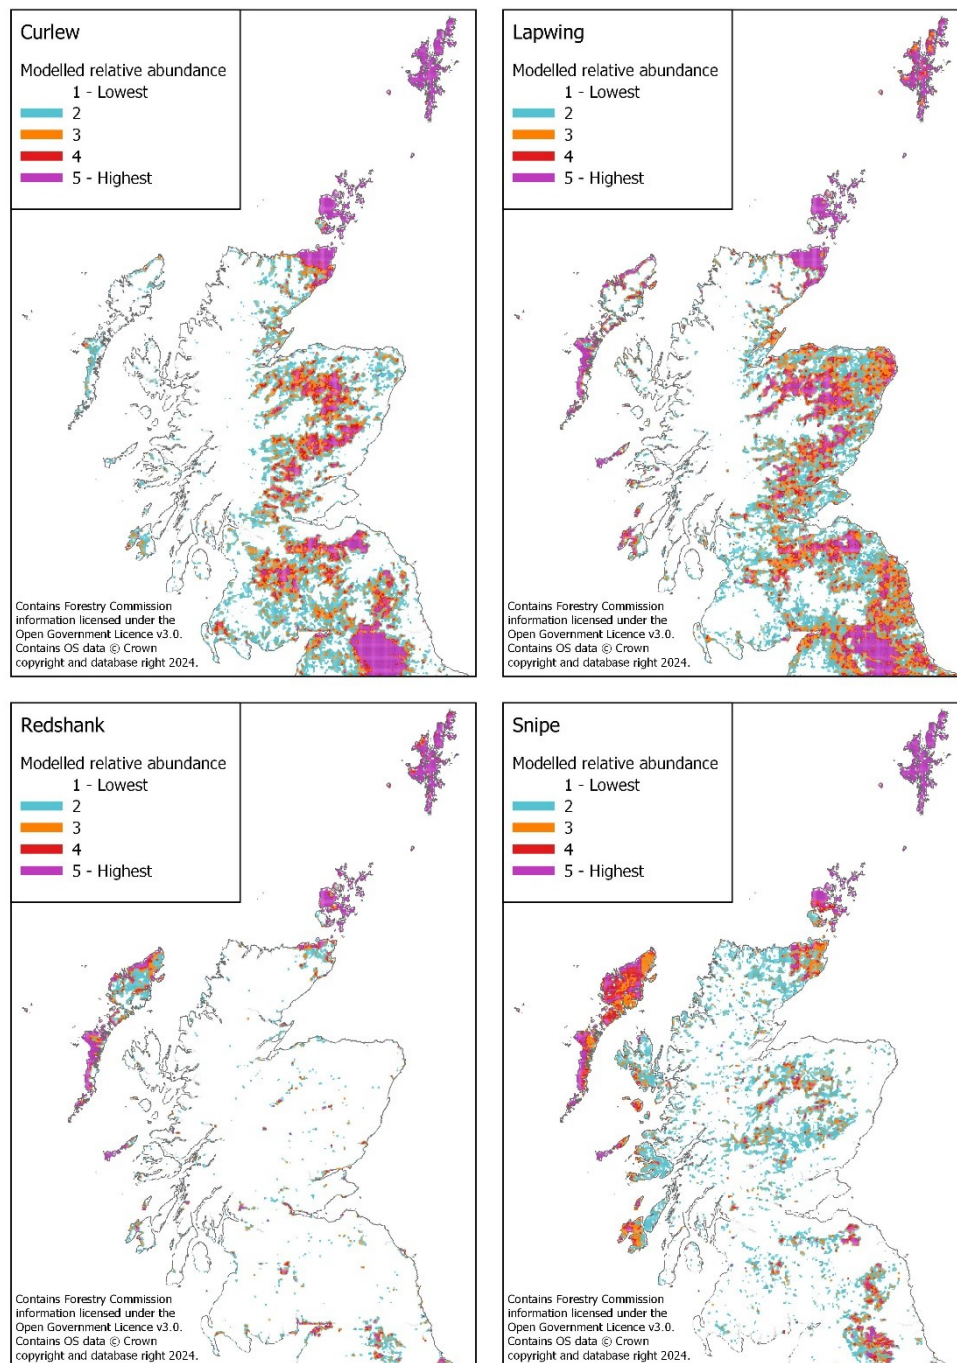 Curlew
Modelled relative abundance
1 - Lowest
2
3
4
5 - Highest
Contains Forestry Commission
information licensed under the
Open Government Licence v3.0.
Contains OS data © Crown
copyright and database right 2024.
Lapwing
Modelled relative abundance
1 - Lowest
2
3
4
5 - Highest
Contains Forestry Commission
information licensed under the
Open Government Licence v3.0.
Contains OS data © Crown
copyright and database right 2024.
Redshank
Modelled relative abundance
1 - Lowest
2
3
4
5 - Highest
Contains Forestry Commission
information licensed under the
Open Government Licence v3.0.
Contains OS data © Crown
copyright and database right 2024.
Snipe
Modelled relative abundance
1 - Lowest
2
3
4
5 - Highest
Contains Forestry Commission
information licensed under the
Open Government Licence v3.0.
Contains OS data © Crown
copyright and database right 2024.